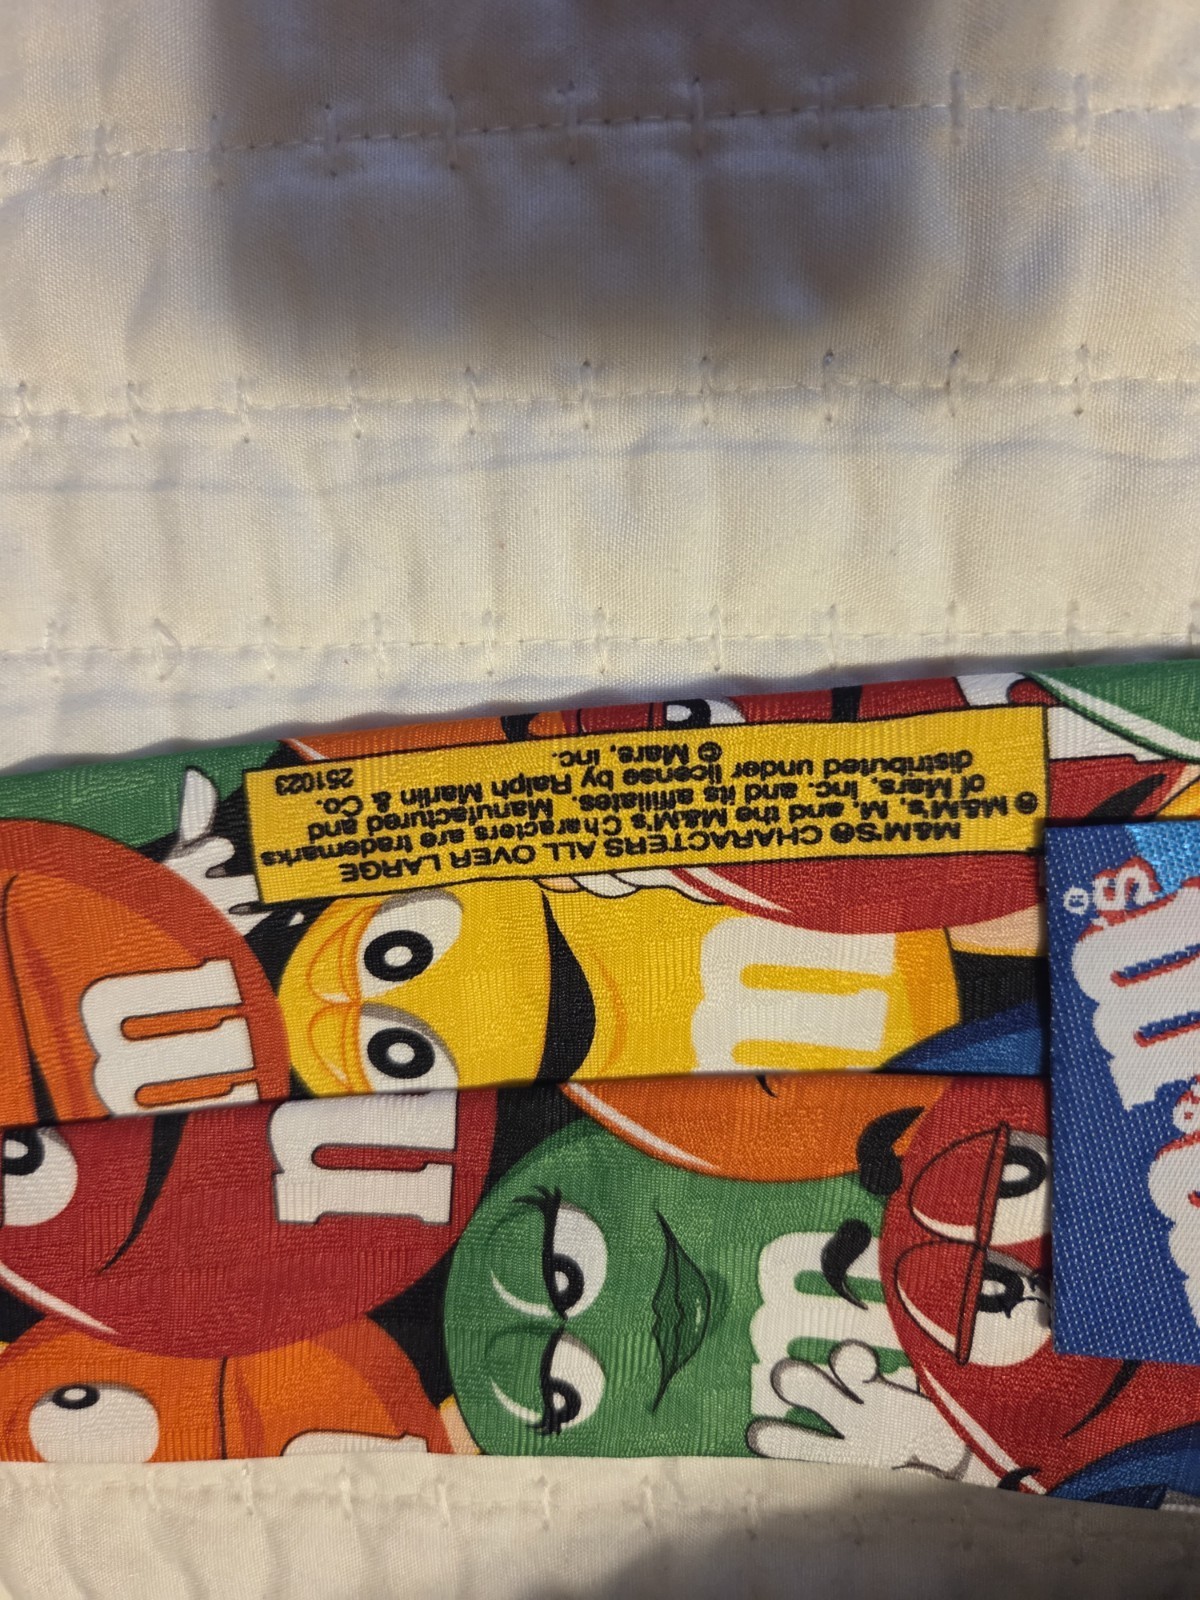 M&M'S® CHARACTERS ALL OVER LARGE
® M&M's, M, and the M&M's Characters are trademarks
of Mars, Inc. and its affiliates. Manufactured and
distributed under license by Ralph Marlin & Co.
© Mars, Inc. 251023
m
m
m
m
m's®